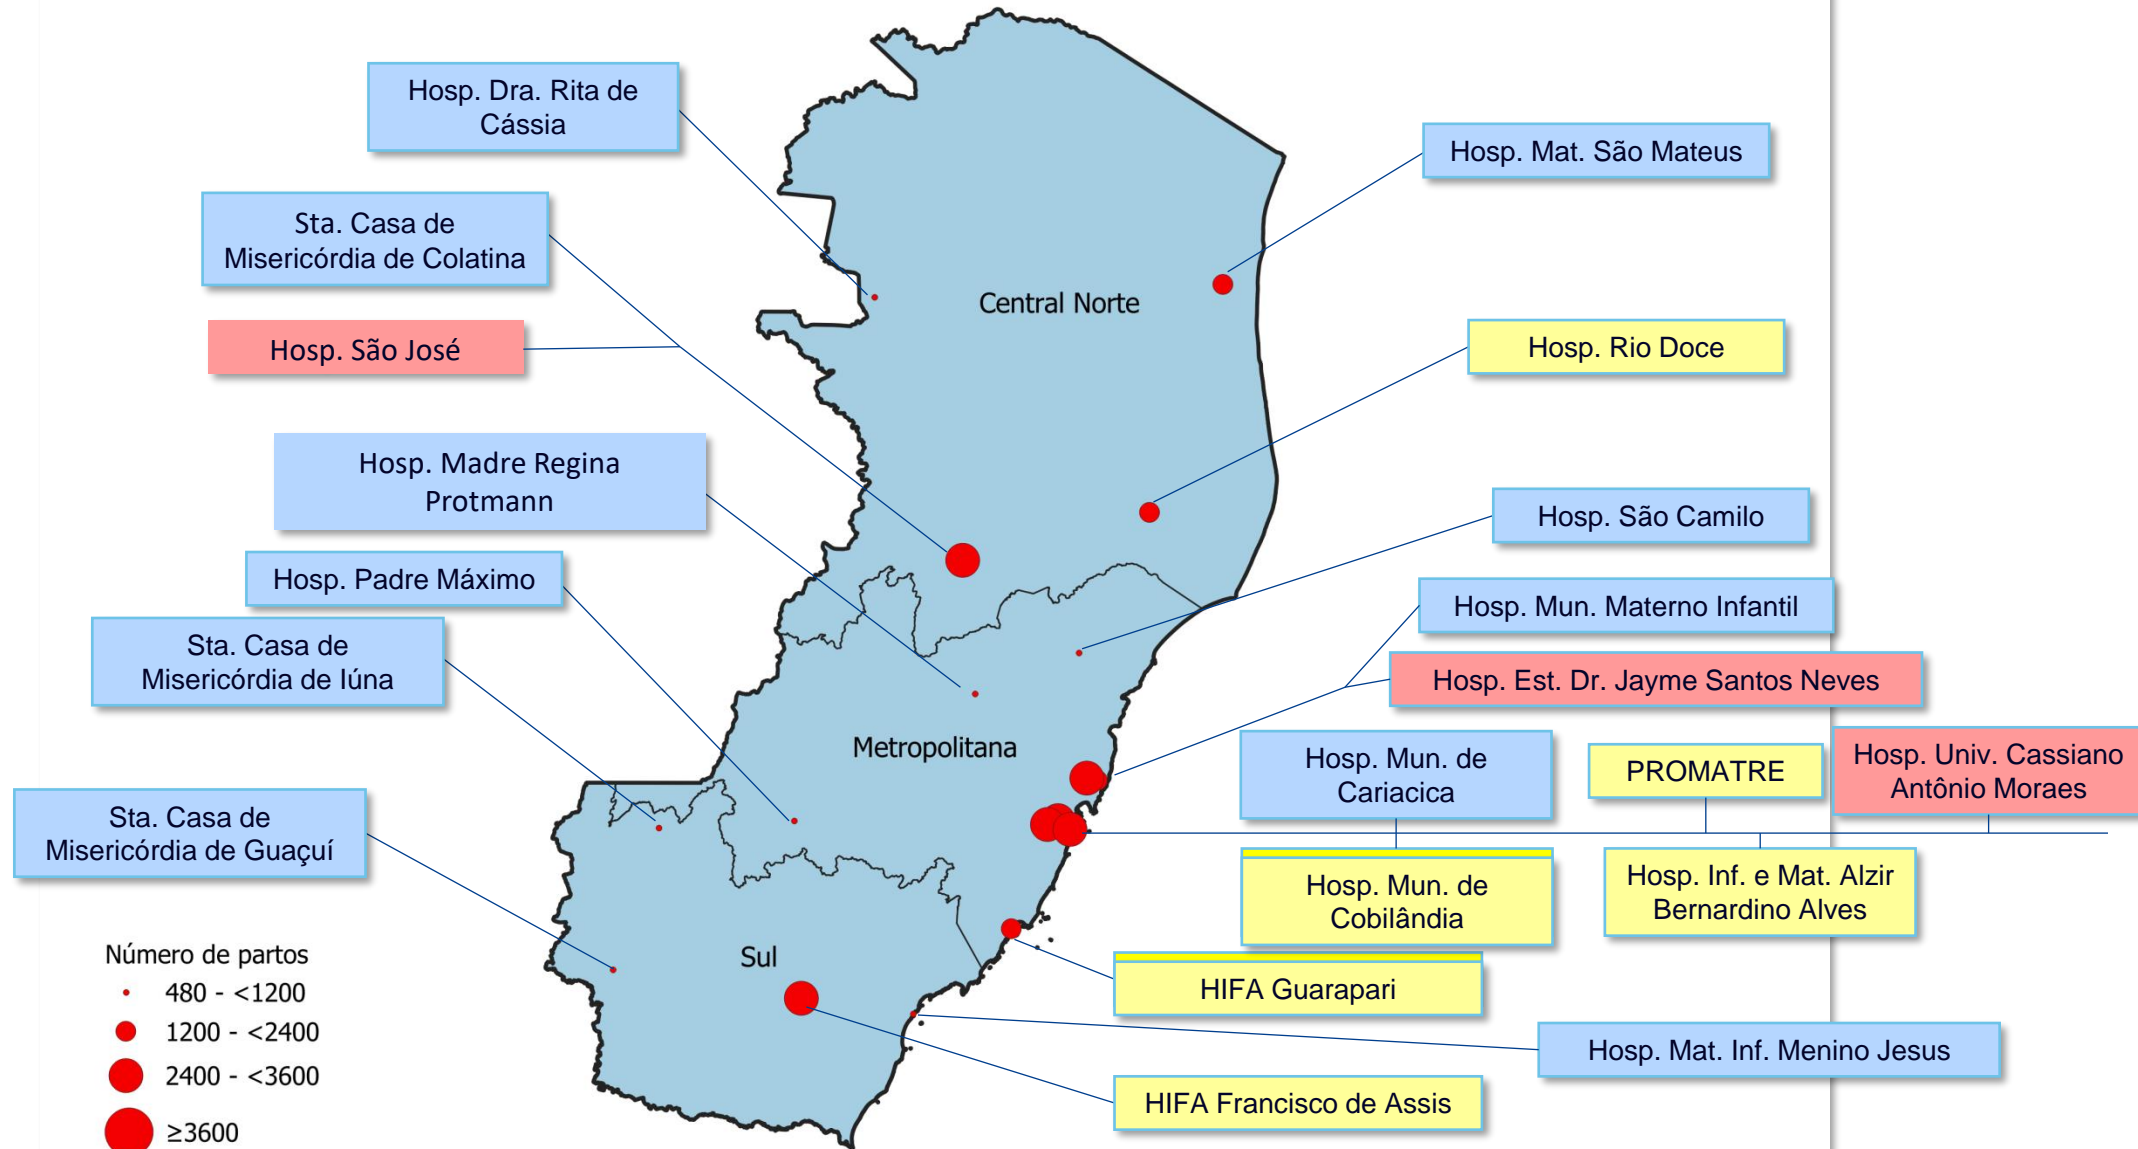 Hosp. Dra. Rita de
Cássia
Hosp. Mat. São Mateus
Sta. Casa de
Misericórdia de Colatina
Central Norte
Hosp. São José
Hosp. Rio Doce
Hosp. Madre Regina
Protmann
Hosp. São Camilo
Hosp. Padre Máximo
Hosp. Mun. Materno Infantil
Sta. Casa de
Misericórdia de Iúna
Hosp. Est. Dr. Jayme Santos Neves
Metropolitana
Hosp. Mun. de
Cariacica
PROMATRE
Hosp. Univ. Cassiano
Antônio Moraes
Sta. Casa de
Misericórdia de Guaçuí
Hosp. Mun. de
Cobilândia
Hosp. Inf. e Mat. Alzir
Bernardino Alves
Sul
HIFA Guarapari
Hosp. Mat. Inf. Menino Jesus
HIFA Francisco de Assis
Número de partos
480 - <1200
1200 - <2400
2400 - <3600
≥3600